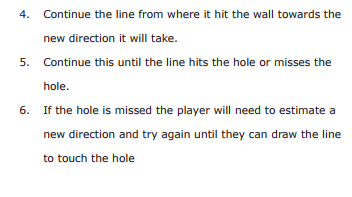 4. Continue the line from where it hit the wall towards the
new direction it will take.
5. Continue this until the line hits the hole or misses the
hole.
6. If the hole is missed the player will need to estimate a
new direction and try again until they can draw the line
to touch the hole